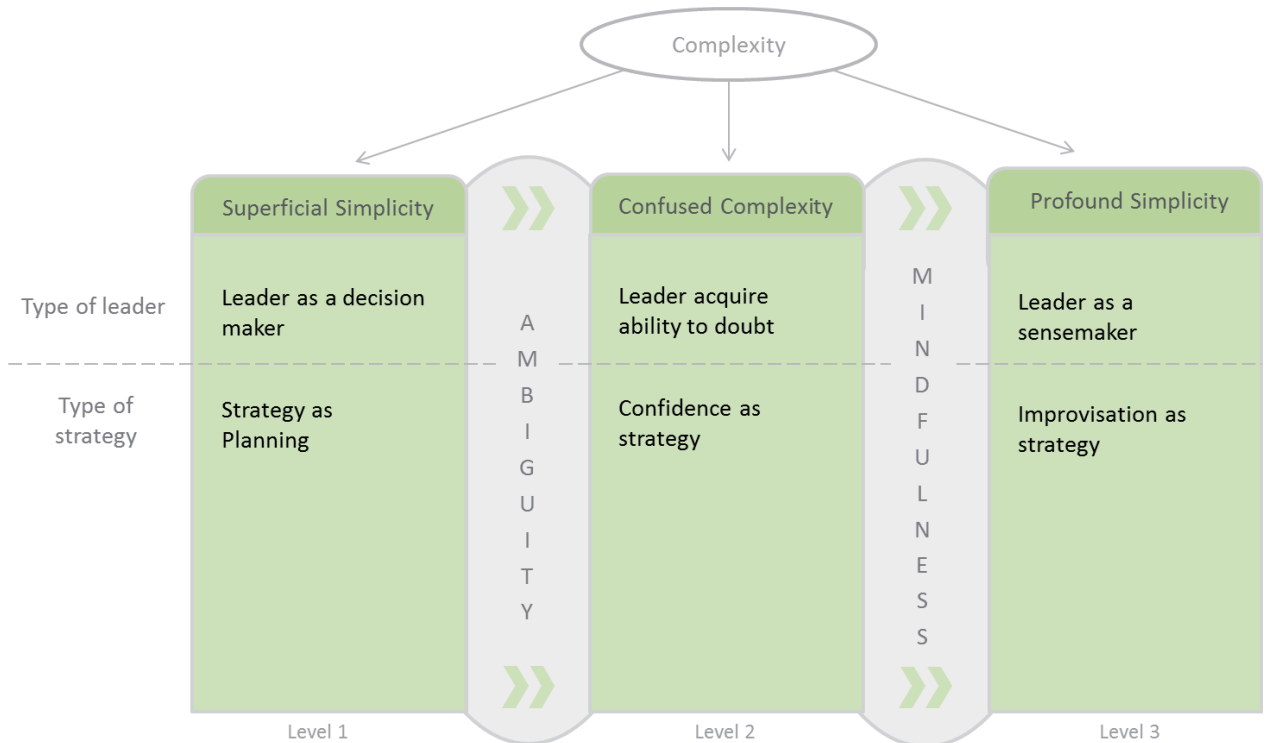 Complexity
Superficial Simplicity
Confused Complexity
Profound Simplicity
Type of leader
Leader as a decision
maker
Leader acquire
ability to doubt
Leader as a
sensemaker
Type of
strategy
Strategy as
Planning
Confidence as
strategy
Improvisation as
strategy
AMBIGUITY
MINDFULNESS
Level 1
Level 2
Level 3